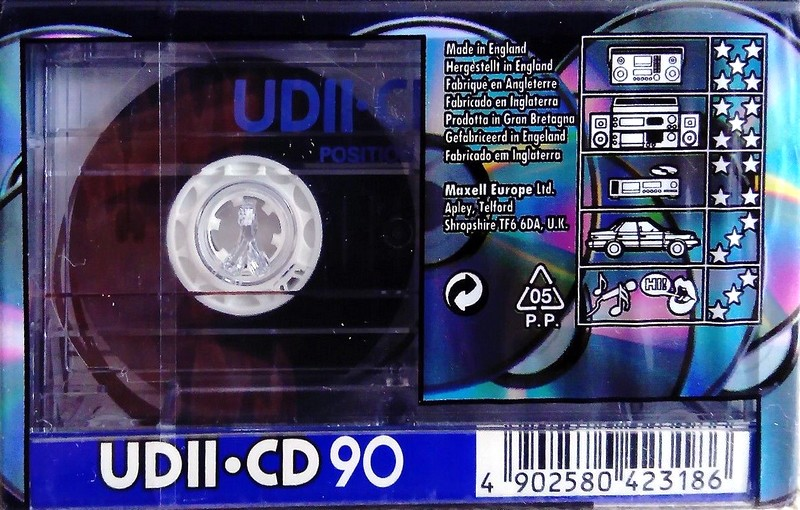 UDII•CD
POSITIO
Made in England
Hergestellt in England
Fabriqué en Angleterre
Fabricado en Inglaterra
Prodotta in Gran Bretagna
Gefabriceerd in Engeland
Fabricado em Inglaterra
Maxell Europe Ltd.
Apley, Telford
Shropshire TF6 6DA, U.K.
05
P.P.
HI!
UDII•CD 90
4 902580 423186